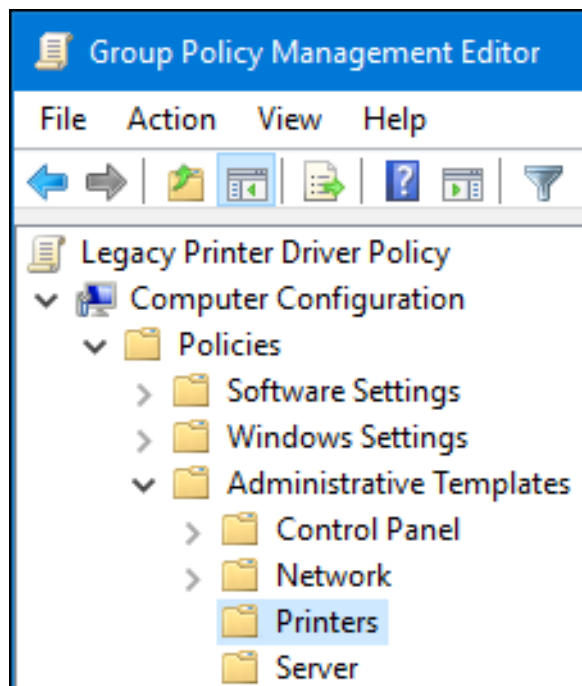 Group Policy Management Editor
File Action View Help
Legacy Printer Driver Policy
Computer Configuration
Policies
Software Settings
Windows Settings
Administrative Templates
Control Panel
Network
Printers
Server